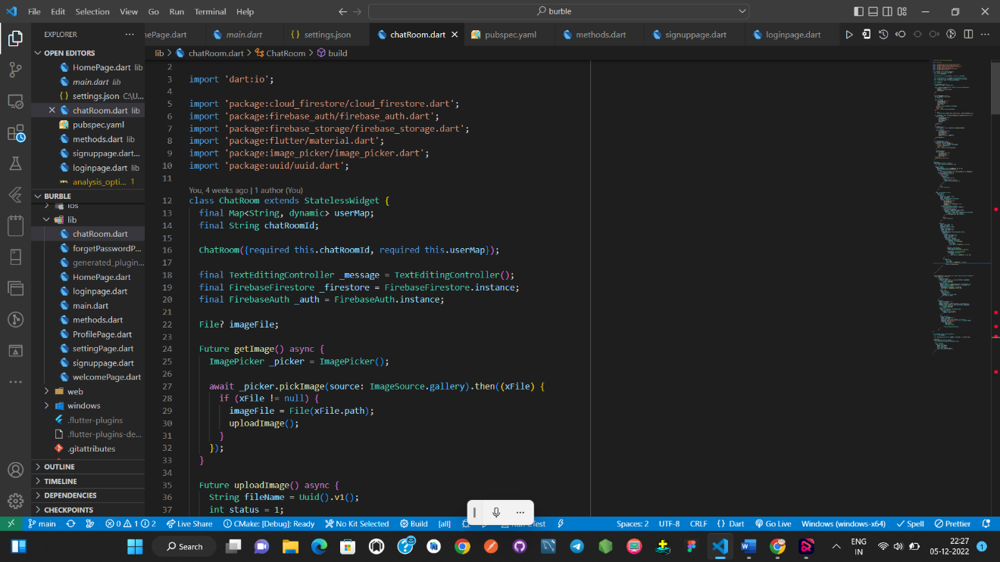 File Edit Selection View Go Run Terminal Help
burble
EXPLORER
OPEN EDITORS
HomePage.dart lib
main.dart lib
settings.json C:\U...
chatRoom.dart lib
pubspec.yaml
methods.dart lib
signuppage.dart...
loginpage.dart lib
analysis_opti... 1
BURBLE
ios
lib
chatRoom.dart
forgetPasswordP...
generated_plugin...
HomePage.dart
loginpage.dart
main.dart
methods.dart
ProfilePage.dart
settingPage.dart
signuppage.dart
welcomePage.dart
web
windows
.flutter-plugins
.flutter-plugins-de...
.gitattributes
OUTLINE
TIMELINE
DEPENDENCIES
CHECKPOINTS
mePage.dart main.dart settings.json chatRoom.dart pubspec.yaml methods.dart signuppage.dart loginpage.dart
lib > chatRoom.dart > ChatRoom > build
2
3 import 'dart:io';
4
5 import 'package:cloud_firestore/cloud_firestore.dart';
6 import 'package:firebase_auth/firebase_auth.dart';
7 import 'package:firebase_storage/firebase_storage.dart';
8 import 'package:flutter/material.dart';
9 import 'package:image_picker/image_picker.dart';
10 import 'package:uuid/uuid.dart';
11
You, 4 weeks ago | 1 author (You)
12 class ChatRoom extends StatelessWidget {
13 final Map<String, dynamic> userMap;
14 final String chatRoomId;
15
16 ChatRoom({required this.chatRoomId, required this.userMap});
17
18 final TextEditingController _message = TextEditingController();
19 final FirebaseFirestore _firestore = FirebaseFirestore.instance;
20 final FirebaseAuth _auth = FirebaseAuth.instance;
21
22 File? imageFile;
23
24 Future getImage() async {
25 ImagePicker _picker = ImagePicker();
26
27 await _picker.pickImage(source: ImageSource.gallery).then((xFile) {
28 if (xFile != null) {
29 imageFile = File(xFile.path);
30 uploadImage();
31 }
32 });
33 }
34
35 Future uploadImage() async {
36 String fileName = Uuid().v1();
37 int status = 1;
main 0 1 2 Live Share CMake: [Debug]: Ready No Kit Selected Build [all] Spaces: 2 UTF-8 CRLF {} Dart Go Live Windows (windows-x64) Spell Prettier
Search
ENG
IN
22:27
05-12-2022
1